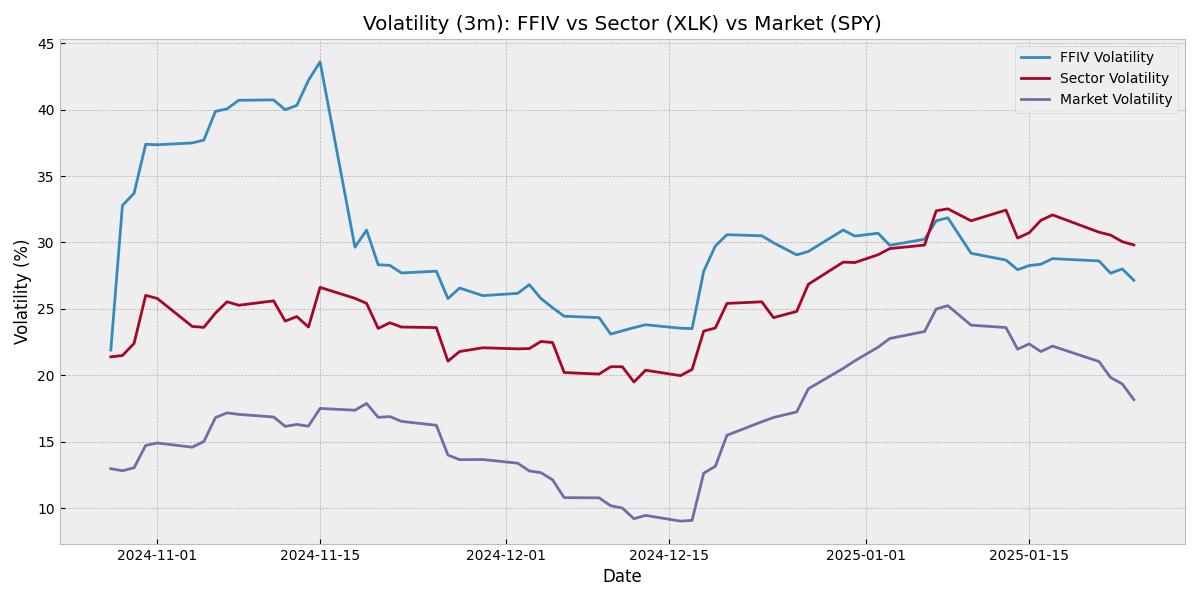 Volatility (3m): FFIV vs Sector (XLK) vs Market (SPY)
FFIV Volatility
Sector Volatility
Market Volatility
Volatility (%)
45
40
35
30
25
20
15
10
2024-11-01
2024-11-15
2024-12-01
2024-12-15
2025-01-01
2025-01-15
Date